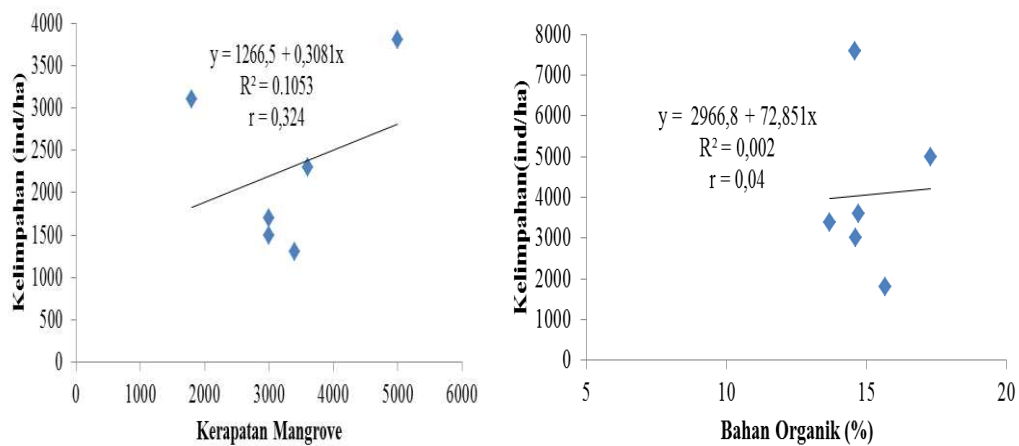 Kelimpahan (ind/ha)
4000
3500
3000
2500
2000
1500
1000
500
0
y = 1266,5 + 0,3081x
R² = 0.1053
r = 0,324
0 1000 2000 3000 4000 5000 6000
Kerapatan Mangrove
Kelimpahan(ind/ha)
8000
7000
6000
5000
4000
3000
2000
1000
0
y = 2966,8 + 72,851x
R² = 0,002
r = 0,04
5 10 15 20
Bahan Organik (%)